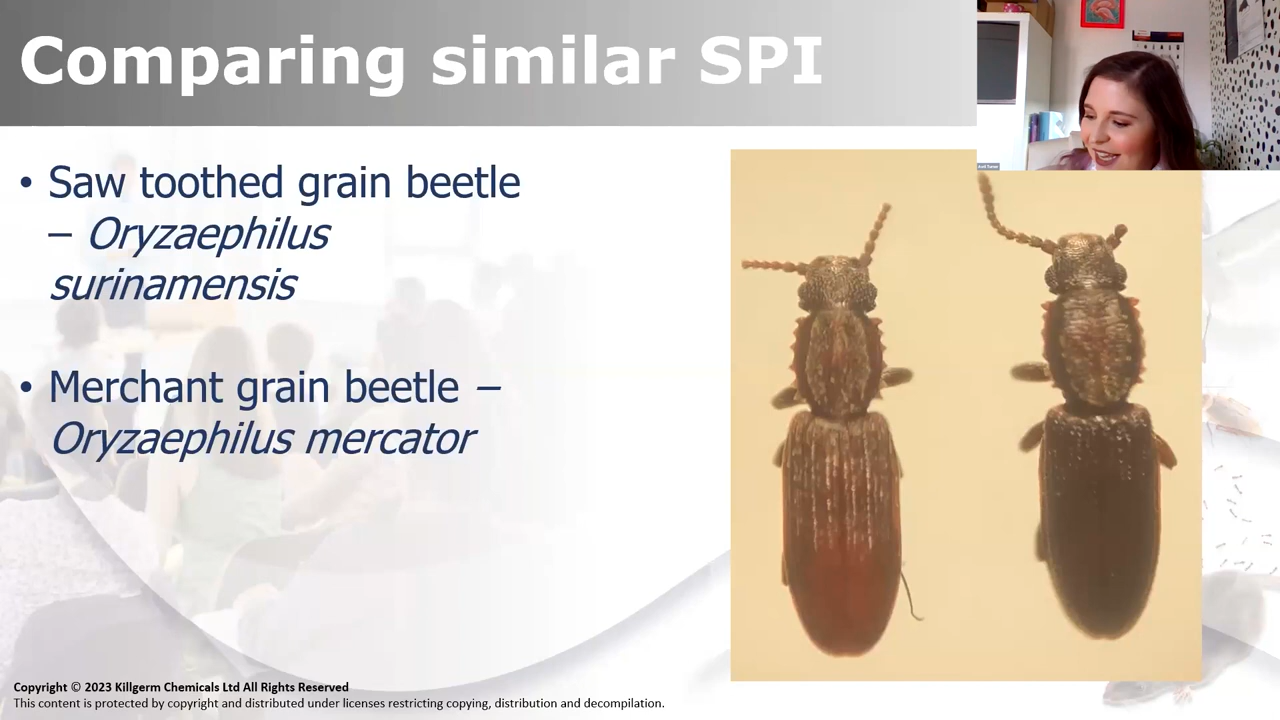 Comparing similar SPI
• Saw toothed grain beetle
– Oryzaephilus
surinamensis
• Merchant grain beetle –
Oryzaephilus mercator
Copyright © 2023 Killgerm Chemicals Ltd All Rights Reserved
This content is protected by copyright and distributed under licenses restricting copying, distribution and decompilation.